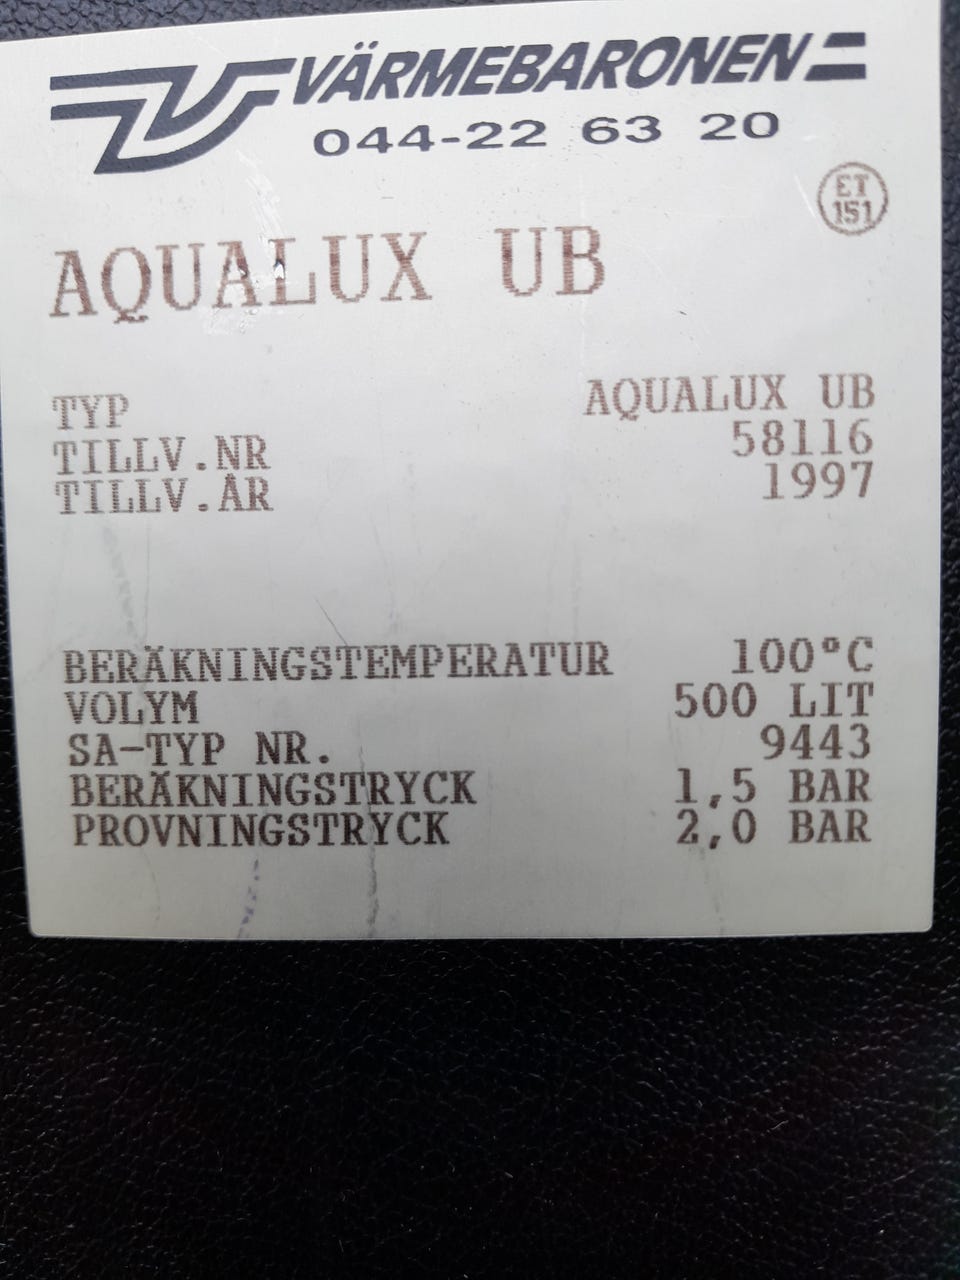 VÄRMEBARONEN
044-22 63 20
ET
151
AQUALUX UB
TYP AQUALUX UB
TILLV.NR 58116
TILLV.ÅR 1997
BERÄKNINGSTEMPERATUR 100°C
VOLYM 500 LIT
SA-TYP NR. 9443
BERÄKNINGSTRYCK 1,5 BAR
PROVNINGSTRYCK 2,0 BAR